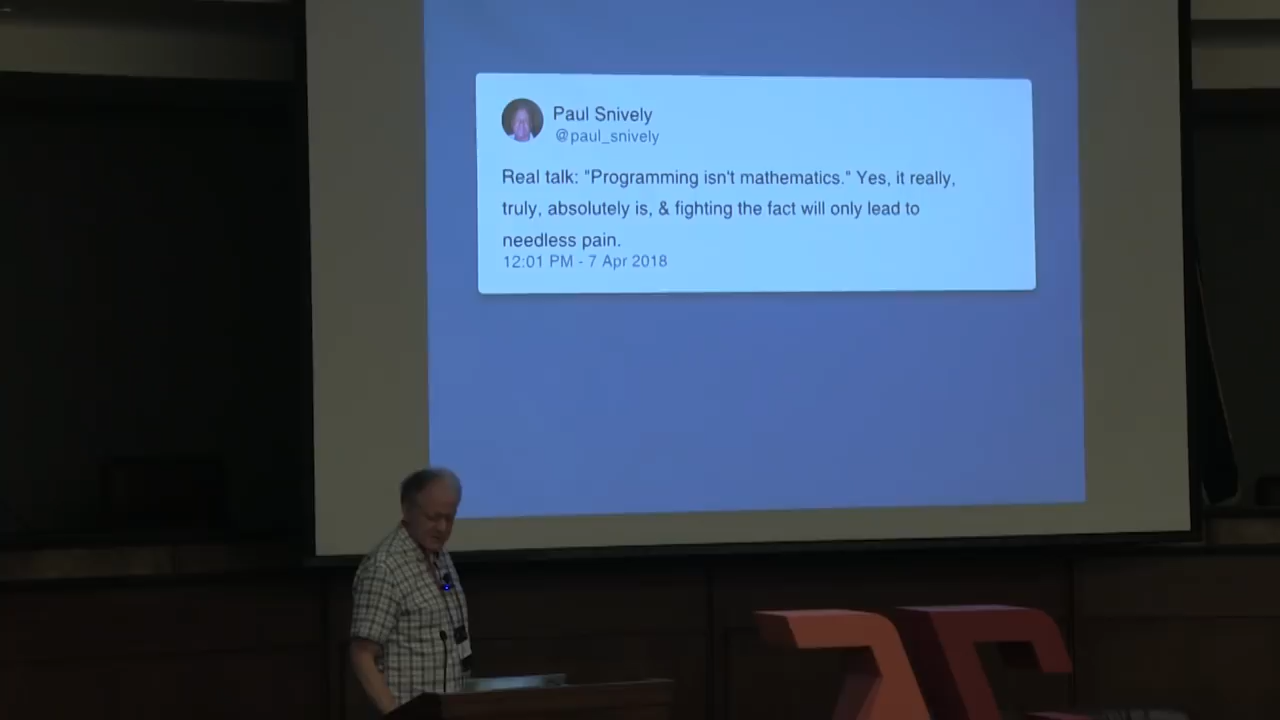 Paul Snively
@paul_snively
Real talk: "Programming isn't mathematics." Yes, it really,
truly, absolutely is, & fighting the fact will only lead to
needless pain.
12:01 PM - 7 Apr 2018